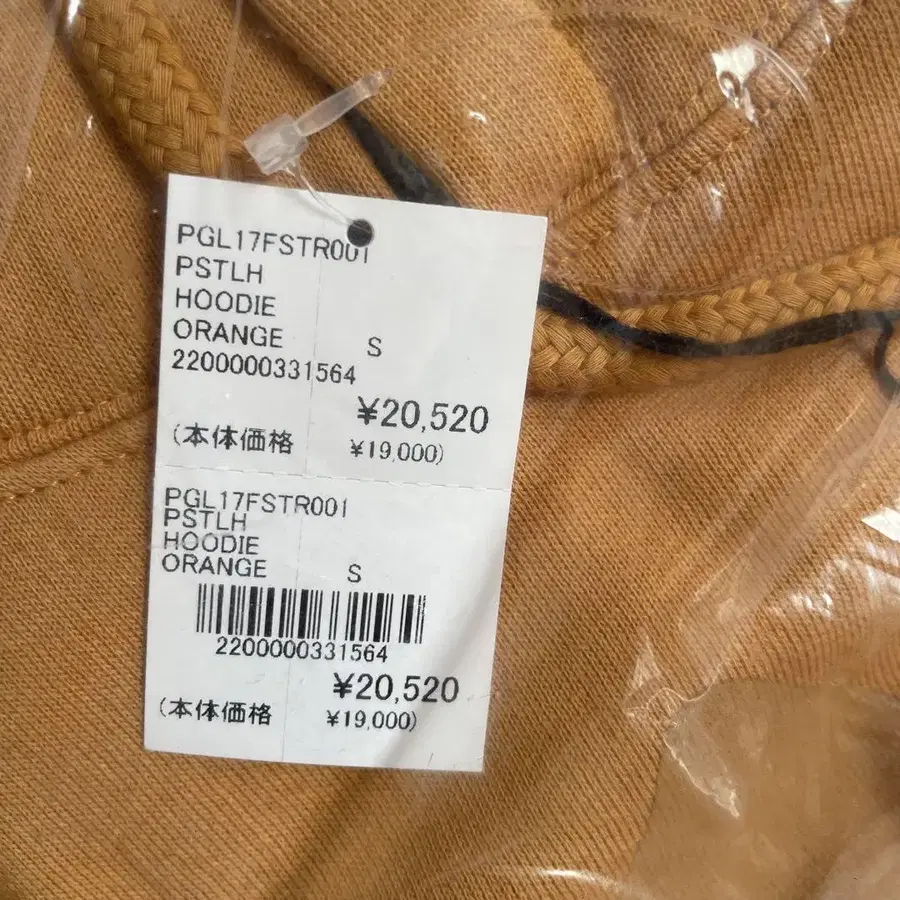 PGL17FSTR001
PSTLH
HOODIE
ORANGE S
2200000331564
¥20,520
(本体価格 ¥19,000)
PGL17FSTR001
PSTLH
HOODIE
ORANGE S
2200000331564
¥20,520
(本体価格 ¥19,000)